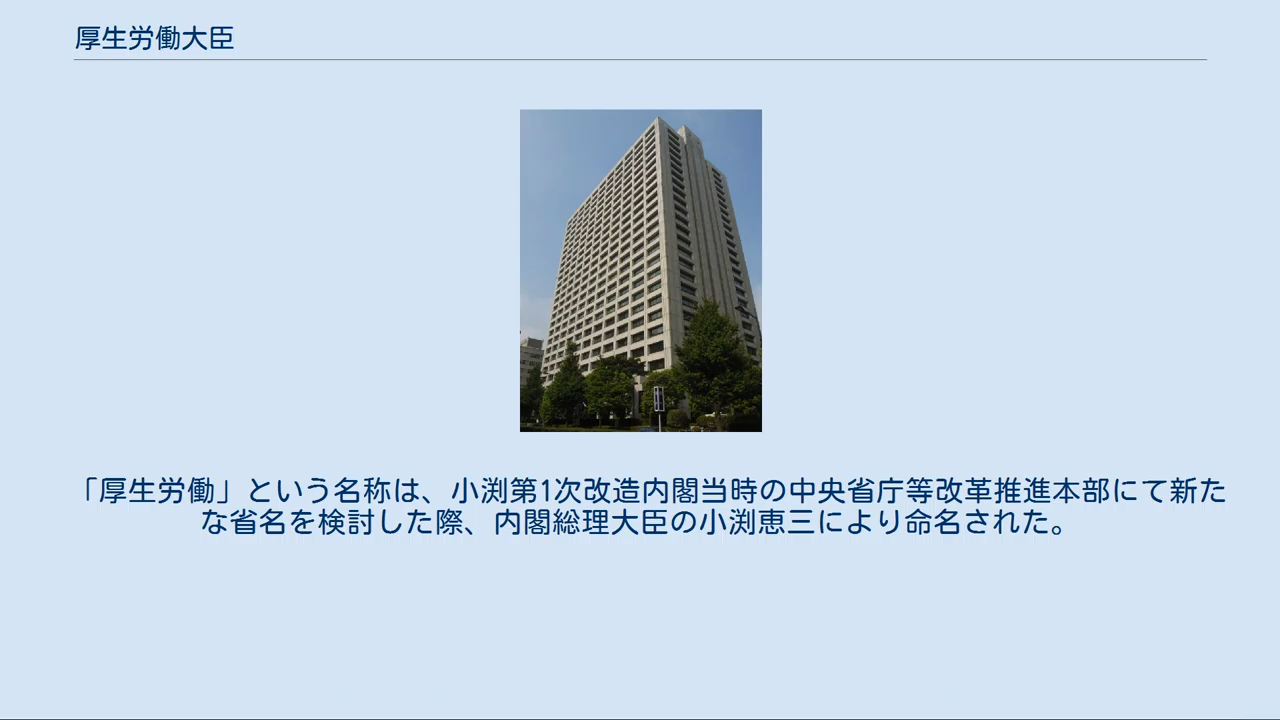 厚生労働大臣
「厚生労働」という名称は、小渕第1次改造内閣当時の中央省庁等改革推進本部にて新た
な省名を検討した際、内閣総理大臣の小渕恵三により命名された。